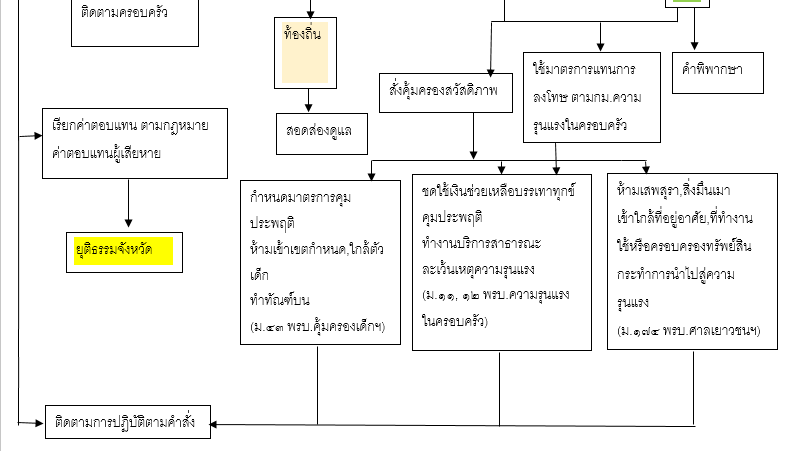 ติดตามครอบครัว
ท้องถิ่น
สั่งคุ้มครองสวัสดิภาพ
ใช้มาตรการแทนการ
ลงโทษ ตามกม.ความ
รุนแรงในครอบครัว
คำพิพากษา
เรียกค่าตอบแทน ตามกฎหมาย
ค่าตอบแทนผู้เสียหาย
สอดส่องดูแล
ยุติธรรมจังหวัด
กำหนดมาตรการคุม
ประพฤติ
ห้ามเข้าเขตกำหนด,ใกล้ตัว
เด็ก
ทำทัณฑ์บน
(ม.๔๓ พรบ.คุ้มครองเด็กฯ)
ชดใช้เงินช่วยเหลือบรรเทาทุกข์
คุมประพฤติ
ทำงานบริการสาธารณะ
ละเว้นเหตุความรุนแรง
(ม.๑๑, ๑๒ พรบ.ความรุนแรง
ในครอบครัว)
ห้ามเสพสุรา,สิ่งมึนเมา
เข้าใกล้ที่อยู่อาศัย,ที่ทำงาน
ใช้หรือครอบครองทรัพย์สิน
กระทำการนำไปสู่ความ
รุนแรง
(ม.๑๗๔ พรบ.ศาลเยาวชนฯ)
ติดตามการปฏิบัติตามคำสั่ง